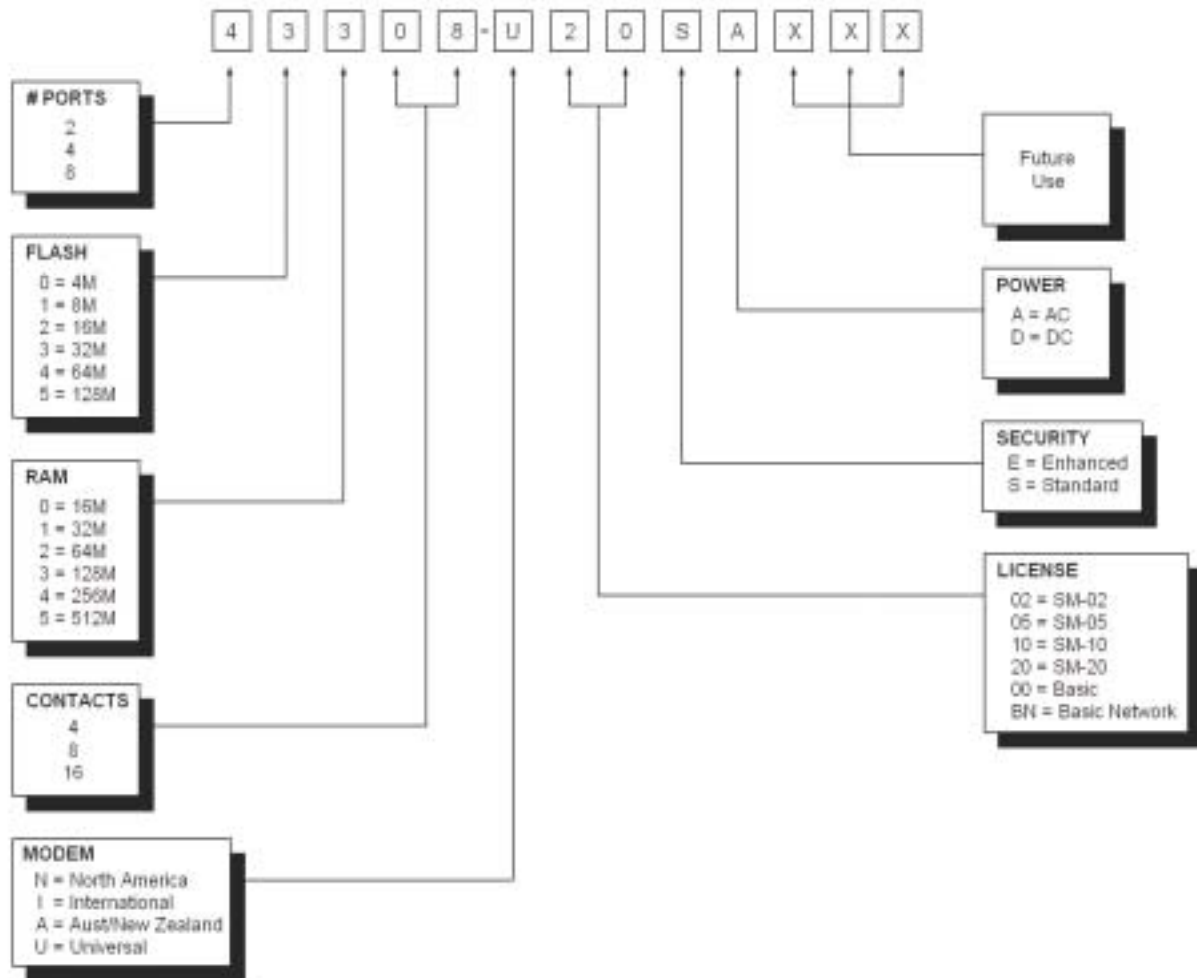 4 3 3 0 8 - U 2 0 S A X X X
# PORTS
2
4
8
FLASH
0 = 4M
1 = 8M
2 = 16M
3 = 32M
4 = 64M
5 = 128M
RAM
0 = 16M
1 = 32M
2 = 64M
3 = 128M
4 = 256M
5 = 512M
CONTACTS
4
8
16
MODEM
N = North America
I = International
A = Aust/New Zealand
U = Universal
Future
Use
POWER
A = AC
D = DC
SECURITY
E = Enhanced
S = Standard
LICENSE
02 = SM-02
05 = SM-05
10 = SM-10
20 = SM-20
00 = Basic
BN = Basic Network